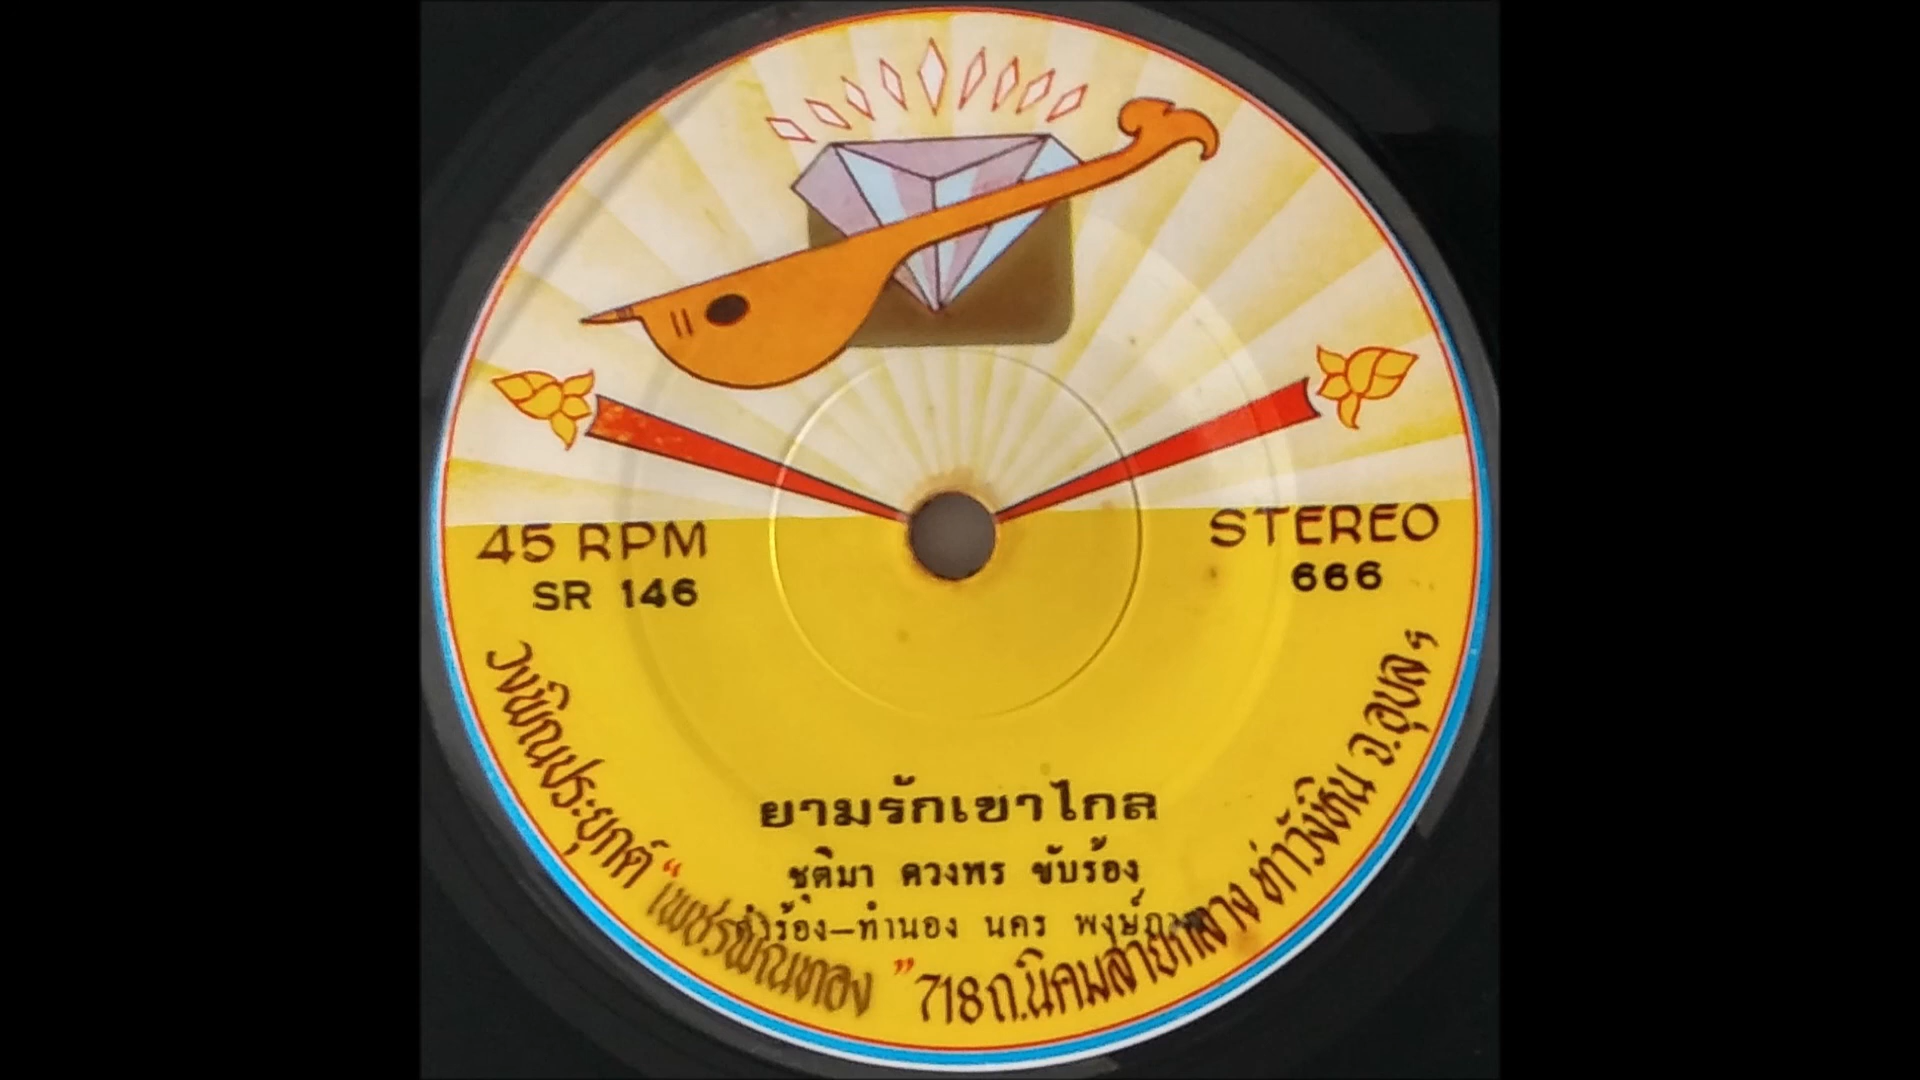 45 RPM
SR 146
STEREO
666
ยามรักเขาไกล
ชุติมา ดวงพร ขับร้อง
คำร้อง–ทำนอง นคร พงษ์ภาพ
วงพิณประยุกต์ “เพชรพิณทอง” 718 ถ.นิคมสายกลาง ท่าวังหิน จ.อุบลฯ